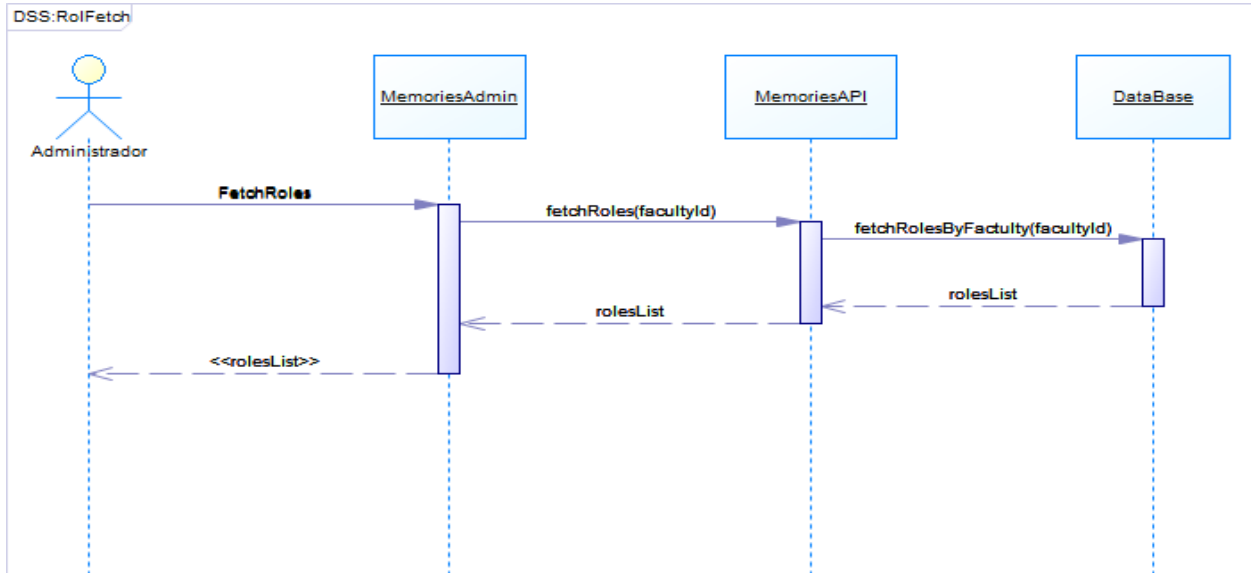 DSS:RolFetch
MemoriesAdmin
MemoriesAPI
DataBase
Administrador
FetchRoles
fetchRoles(facultyId)
fetchRolesByFactulty(facultyId)
rolesList
rolesList
<<rolesList>>